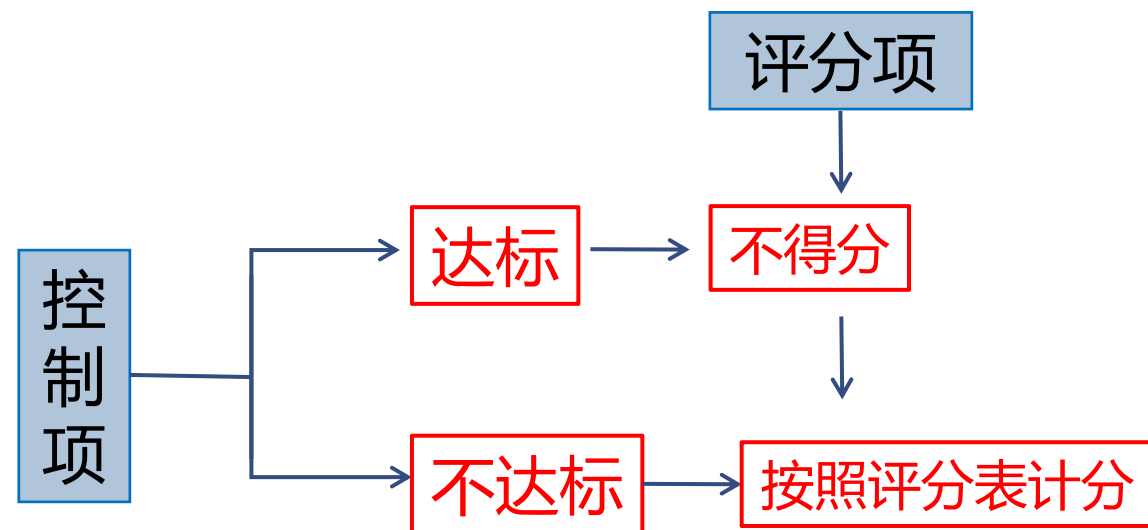 评分项
达标
不得分
控制项
不达标
按照评分表计分